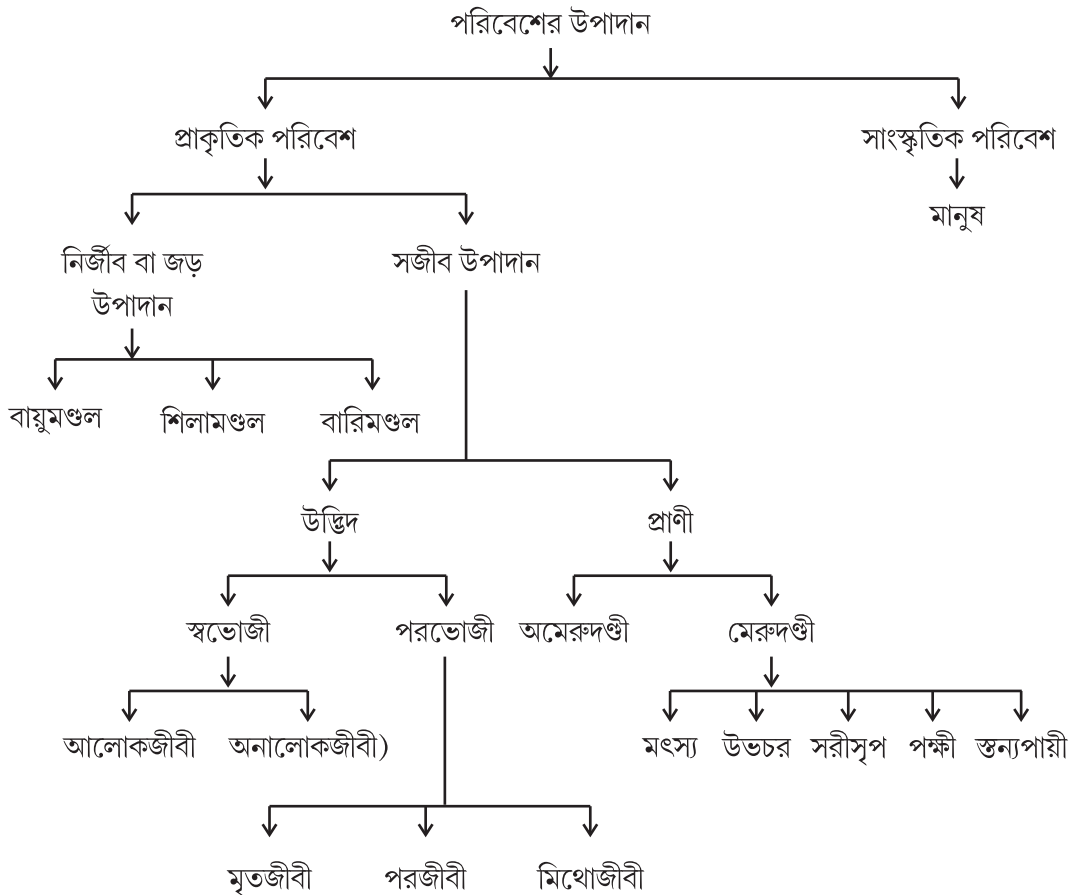 পরিবেশের উপাদান
প্রাকৃতিক পরিবেশ সাংস্কৃতিক পরিবেশ
মানুষ
নির্জীব বা জড় সজীব উপাদান
উপাদান
বায়ুমণ্ডল শিলামণ্ডল বারিমণ্ডল
উদ্ভিদ প্রাণী
স্বভোজী পরভোজী অমেরুদণ্ডী মেরুদণ্ডী
আলোকজীবী অনালোকজীবী) মৎস্য উভচর সরীসৃপ পক্ষী স্তন্যপায়ী
মৃতজীবী পরজীবী মিথোজীবী